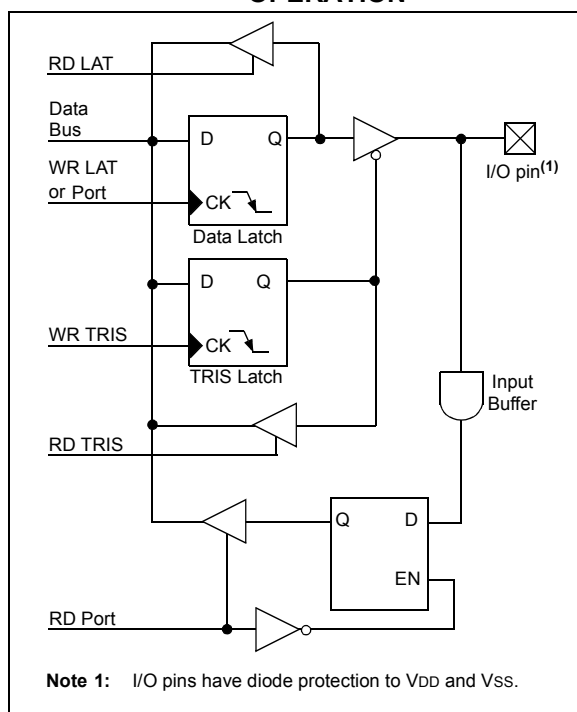 OPERATION
RD LAT
Data
Bus
D Q
WR LAT
or Port
CK
I/O pin(1)
Data Latch
D Q
WR TRIS
CK
TRIS Latch
Input
Buffer
RD TRIS
Q D
EN
RD Port
Note 1: I/O pins have diode protection to VDD and VSS.